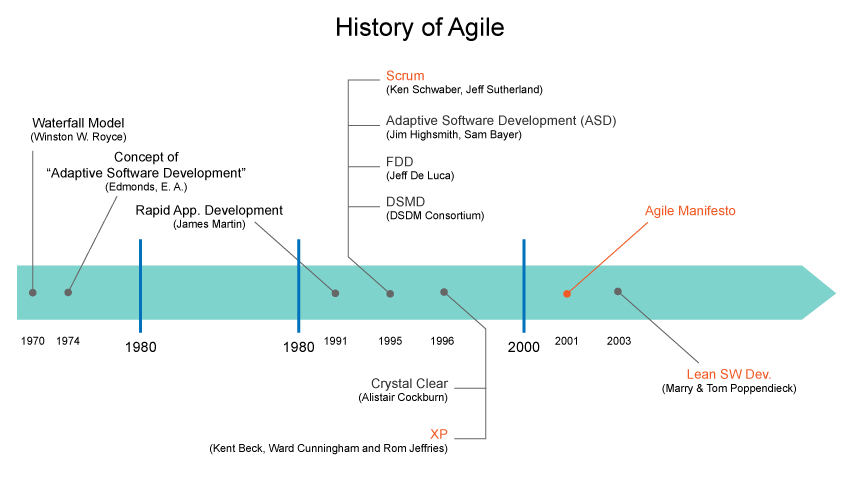 History of Agile
Scrum
(Ken Schwaber, Jeff Sutherland)
Adaptive Software Development (ASD)
(Jim Highsmith, Sam Bayer)
FDD
(Jeff De Luca)
DSMD
(DSDM Consortium)
Waterfall Model
(Winston W. Royce)
Concept of
“Adaptive Software Development”
(Edmonds, E. A.)
Rapid App. Development
(James Martin)
Agile Manifesto
1970
1974
1980
1980
1991
1995
1996
2000
2001
2003
Crystal Clear
(Alistair Cockburn)
XP
(Kent Beck, Ward Cunningham and Rom Jeffries)
Lean SW Dev.
(Marry & Tom Poppendieck)